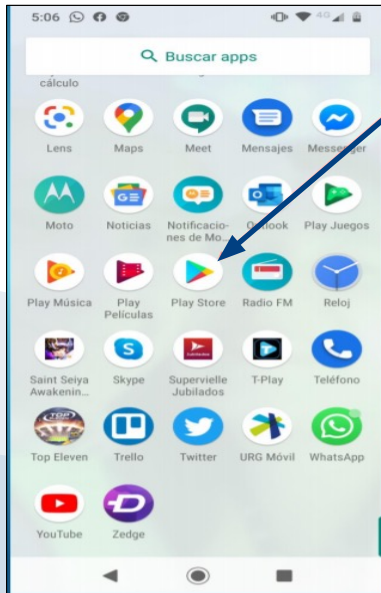 5:06
4G
Buscar apps
cálculo
Lens Maps Meet Mensajes Messenger
Moto Noticias Notificacio- Outlook Play Juegos
nes de Mo...
Play Música Play Play Store Radio FM Reloj
Películas
Saint Seiya Skype Supervielle T-Play Teléfono
Awakenin... Jubilados
Top Eleven Trello Twitter URG Móvil WhatsApp
YouTube Zedge